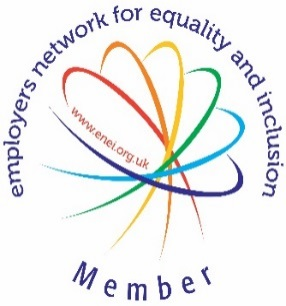 employers network for equality and inclusion
www.enei.org.uk
Member